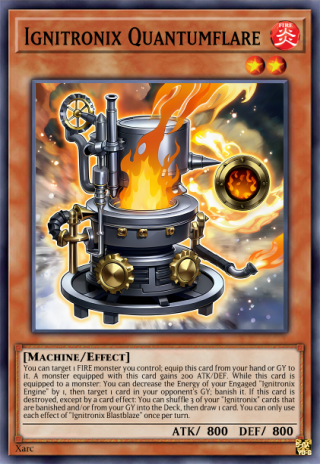 IGNITRONIX QUANTUMFLARE
FIRE
炎
[MACHINE/EFFECT]
You can target 1 FIRE monster you control; equip this card from your hand or GY to
it. A monster equipped with this card gains 200 ATK/DEF. While this card is
equipped to a monster: You can decrease the Energy of your Engaged "Ignitronix
Engine" by 1, then target 1 card in your opponent's GY; banish it. If this card is
destroyed, except by a card effect: You can shuffle 3 of your "Ignitronix" cards that
are banished and/or from your GY into the Deck, then draw 1 card. You can only use
each effect of "Ignitronix Blastblaze" once per turn.
ATK/ 800 DEF/ 800
Xarc